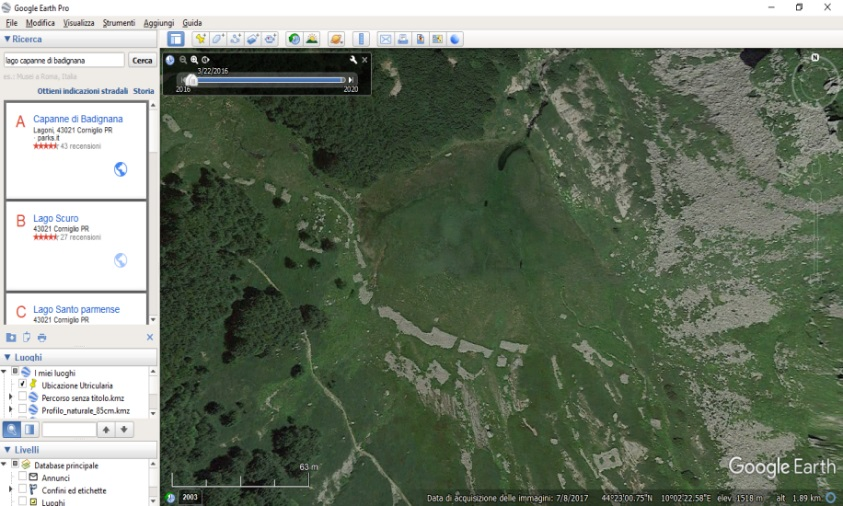 Google Earth Pro
File Modifica Visualizza Strumenti Aggiungi Guida
Ricerca
lago capanne di badignana
Cerca
es.: Musei a Roma, Italia
Ottieni indicazioni stradali Storia
A
Capanne di Badignana
Lagoni, 43021 Corniglio PR
- parks.it
43 recensioni
B
Lago Scuro
43021 Corniglio PR
27 recensioni
C
Lago Santo parmense
43021 Corniglio PR
Luoghi
I miei luoghi
Ubicazione Utricularia
Percorso senza titolo.kmz
Profilo_naturale_85cm.kmz
Livelli
Database principale
Annunci
Confini ed etichette
Luoghi
3/22/2016
2016
2020
N
63 m
Google Earth
2003
Data di acquisizione delle immagini: 7/8/2017 44°23'00.75"N 10°02'22.58"E elev. 1518 m alt 1.89 km